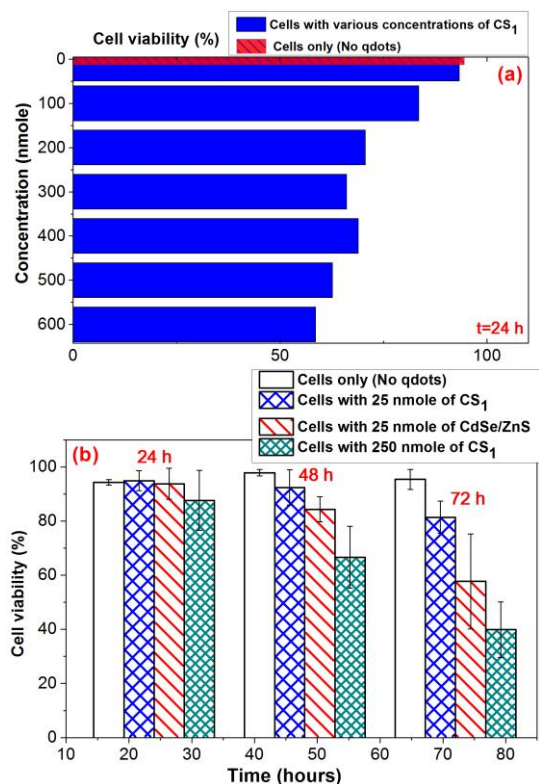 Cell viability (%)
Cells with various concentrations of CS1
Cells only (No qdots)
(a)
Concentration (nmole)
0
100
200
300
400
500
600
t=24 h
0 50 100
Cells only (No qdots)
Cells with 25 nmole of CS1
Cells with 25 nmole of CdSe/ZnS
Cells with 250 nmole of CS1
(b)
24 h
48 h
72 h
Cell viability (%)
100
80
60
40
20
0
10 20 30 40 50 60 70 80
Time (hours)